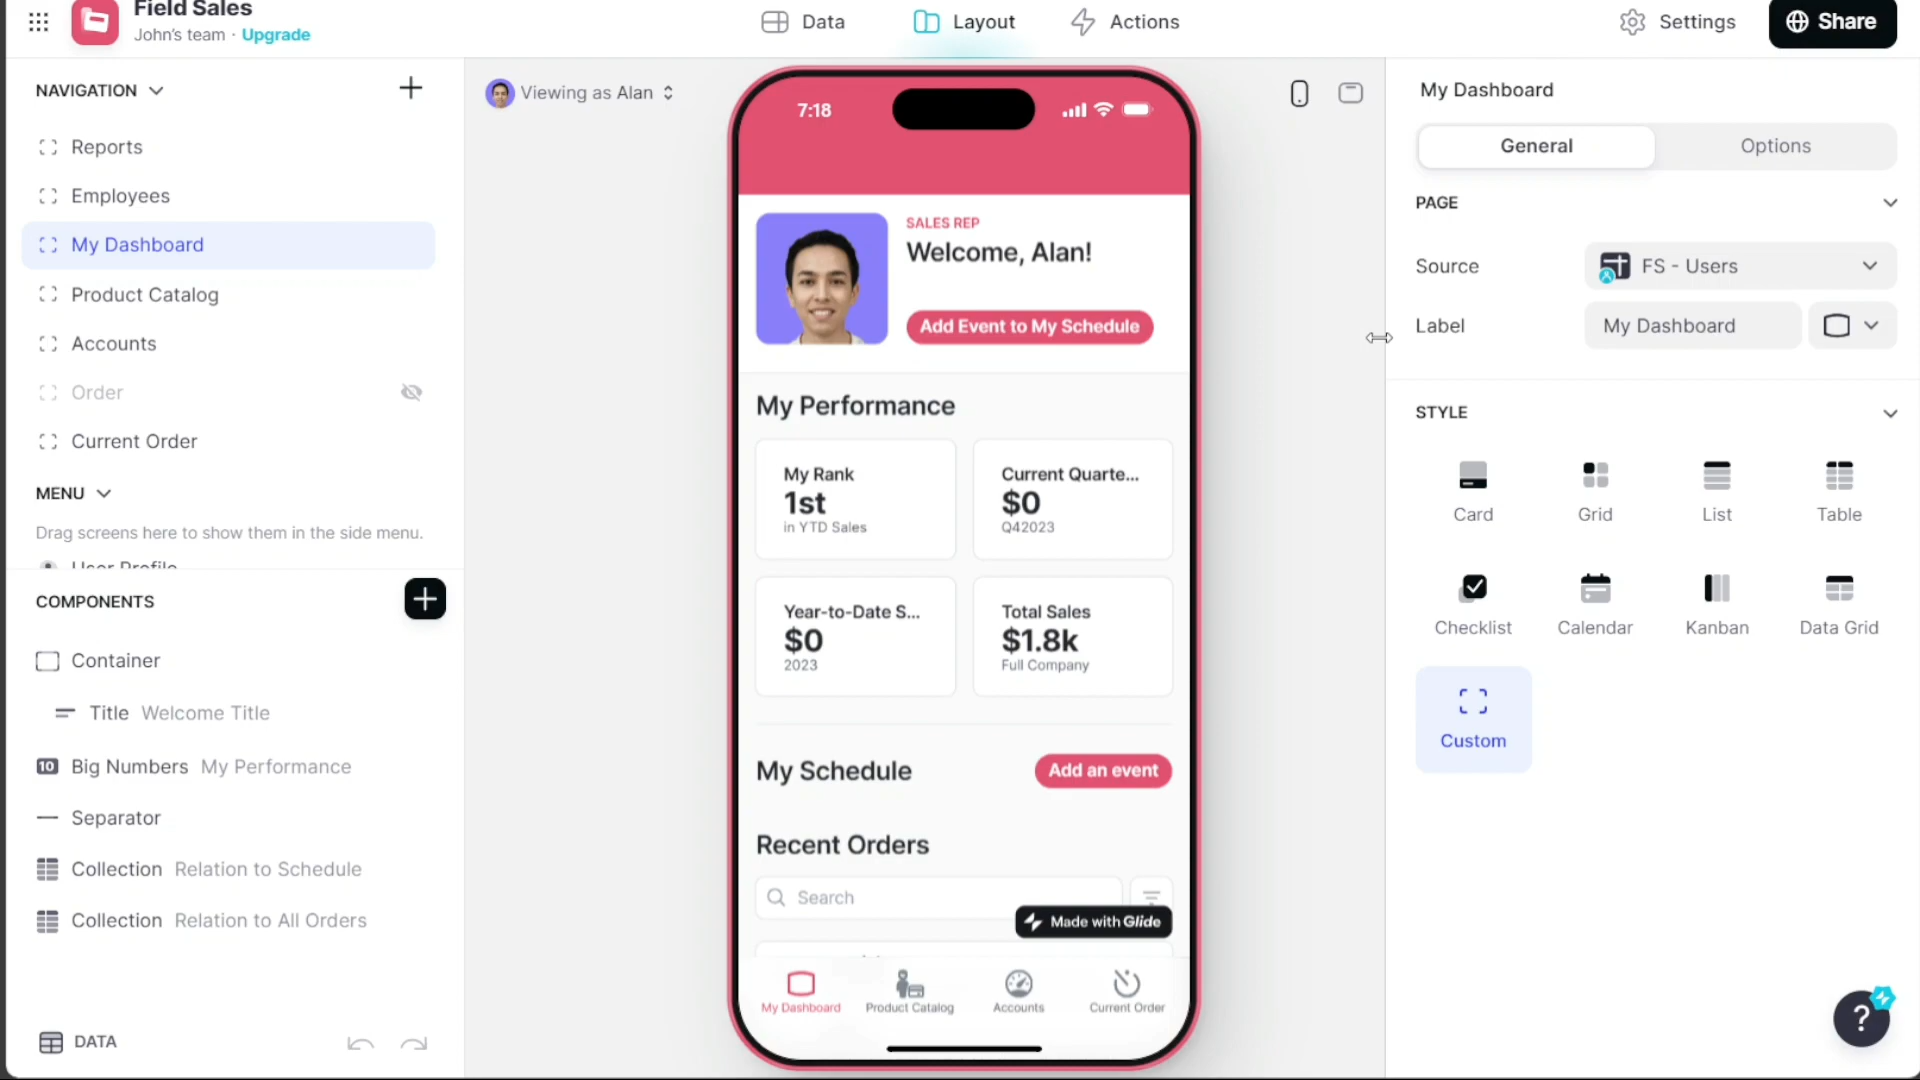 Field Sales
John's team · Upgrade
Data
Layout
Actions
Settings
Share
NAVIGATION
Reports
Employees
My Dashboard
Product Catalog
Accounts
Order
Current Order
MENU
Drag screens here to show them in the side menu.
User Profile
COMPONENTS
Container
Title Welcome Title
10 Big Numbers My Performance
Separator
Collection Relation to Schedule
Collection Relation to All Orders
DATA
Viewing as Alan
7:18
SALES REP
Welcome, Alan!
Add Event to My Schedule
My Performance
My Rank
1st
in YTD Sales
Current Quarte...
$0
Q42023
Year-to-Date S...
$0
2023
Total Sales
$1.8k
Full Company
My Schedule
Add an event
Recent Orders
Search
Made with Glide
My Dashboard
Product Catalog
Accounts
Current Order
My Dashboard
General
Options
PAGE
Source
FS - Users
Label
My Dashboard
STYLE
Card
Grid
List
Table
Checklist
Calendar
Kanban
Data Grid
Custom
?